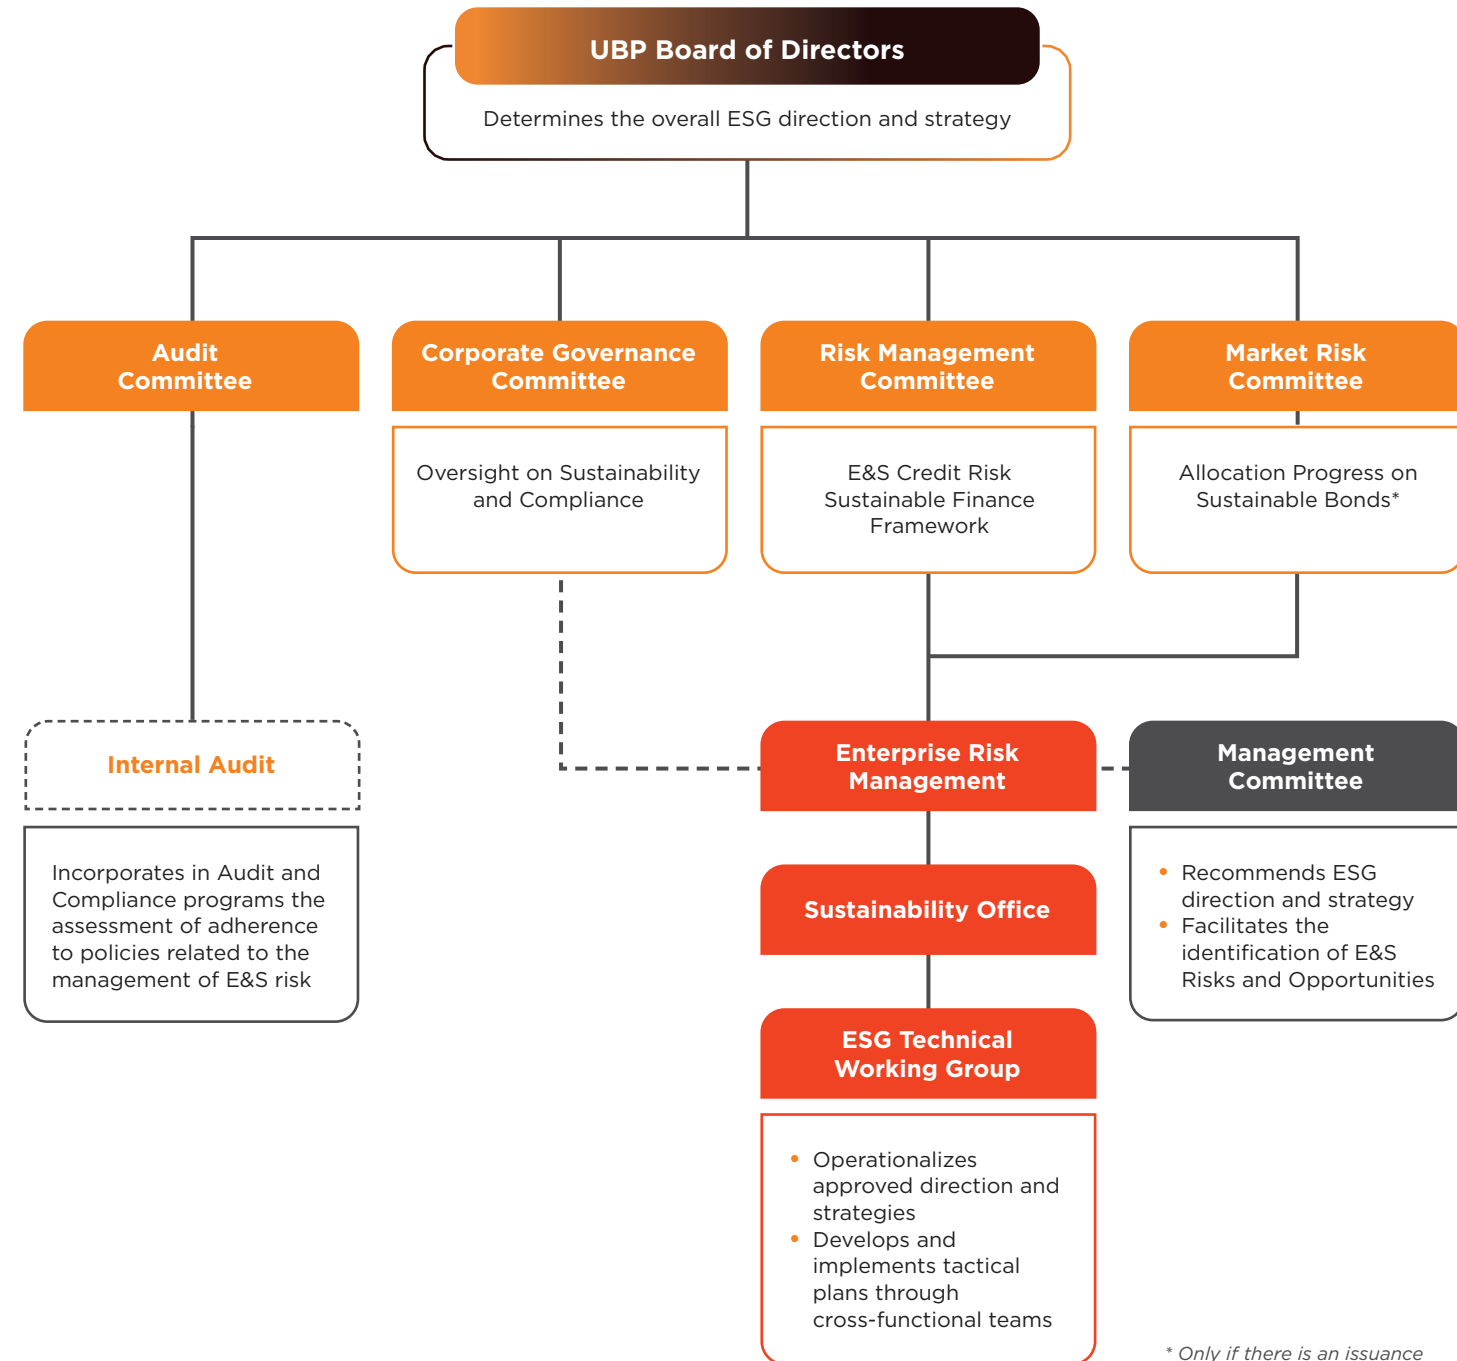 UBP Board of Directors
Determines the overall ESG direction and strategy
Audit
Committee
Corporate Governance
Committee
Oversight on Sustainability
and Compliance
Risk Management
Committee
E&S Credit Risk
Sustainable Finance
Framework
Market Risk
Committee
Allocation Progress on
Sustainable Bonds*
Internal Audit
Incorporates in Audit and
Compliance programs the
assessment of adherence
to policies related to the
management of E&S risk
Enterprise Risk
Management
Management
Committee
• Recommends ESG
direction and strategy
• Facilitates the
identification of E&S
Risks and Opportunities
Sustainability Office
ESG Technical
Working Group
• Operationalizes
approved direction and
strategies
• Develops and
implements tactical
plans through
cross-functional teams
* Only if there is an issuance